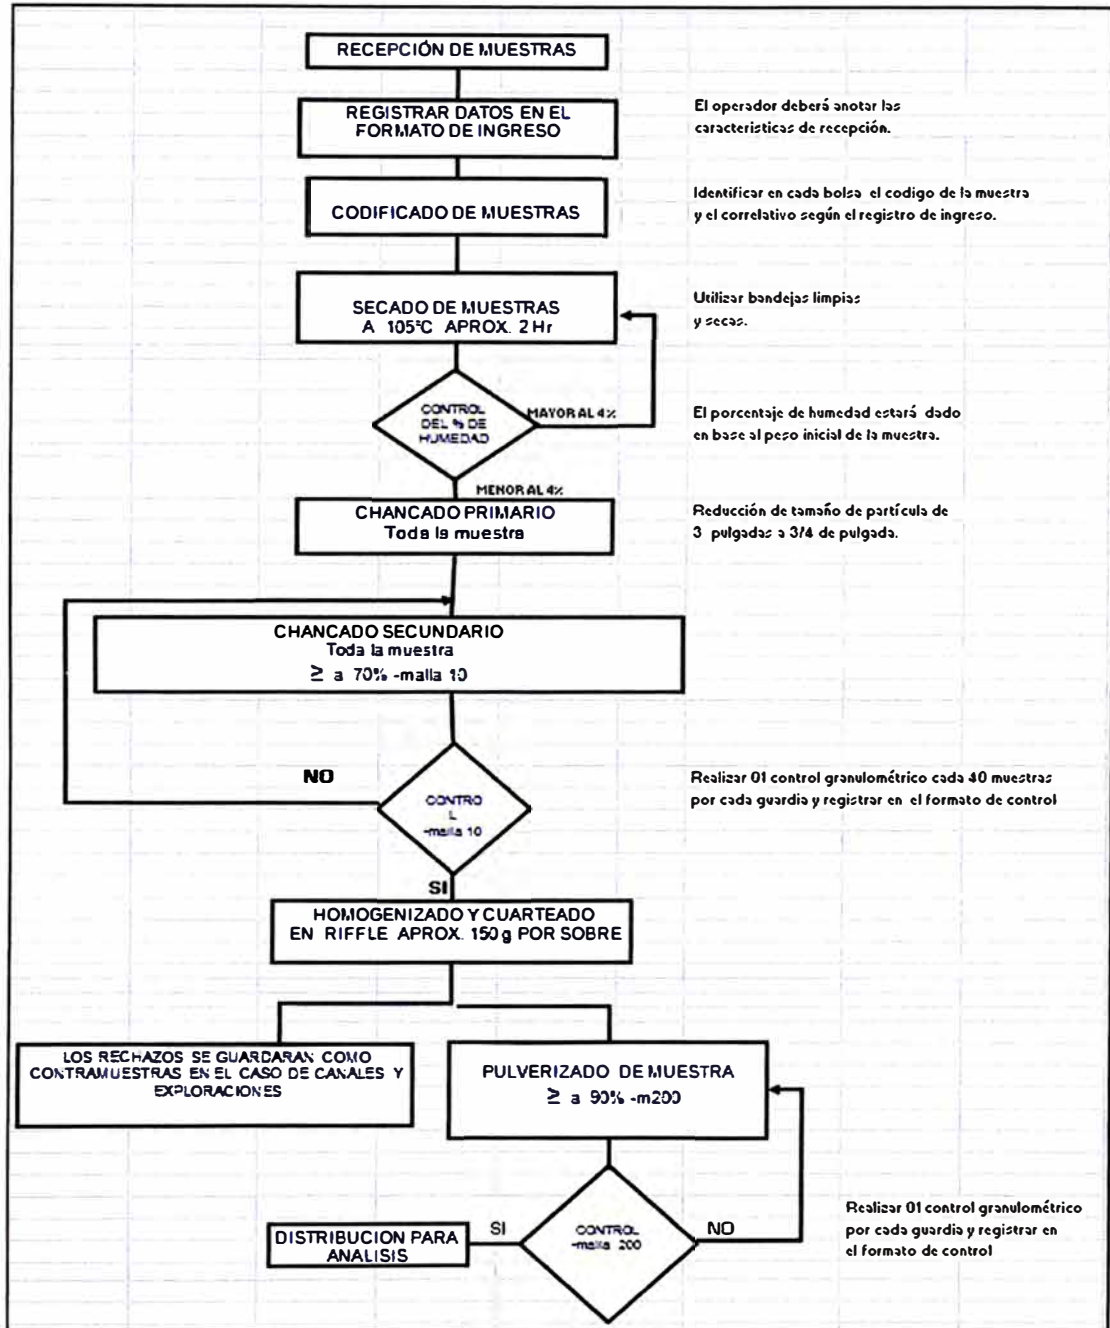 RECEPCIÓN DE MUESTRAS
REGISTRAR DATOS EN EL
FORMATO DE INGRESO
El operador deberá anotar las
caracteristicas de recepción.
CODIFICADO DE MUESTRAS
Identificar en cada bolsa el codigo de la muestra
y el correlativo según el registro de ingreso.
SECADO DE MUESTRAS
A 105°C APROX. 2 Hr
Utilizar bandejas limpias
y secas.
CONTROL
DEL % DE
HUMEDAD
MAYOR AL 4%
El porcentaje de humedad estará dado
en base al peso inicial de la muestra.
MENOR AL 4%
CHANCADO PRIMARIO
Toda la muestra
Reducción de tamaño de partícula de
3 pulgadas a 3/4 de pulgada.
CHANCADO SECUNDARIO
Toda la muestra
≥ a 70% -malla 10
NO
CONTRO
L
-malla 10
Realizar 01 control granulométrico cada 40 muestras
por cada guardia y registrar en el formato de control
SI
HOMOGENIZADO Y CUARTEADO
EN RIFFLE APROX. 150 g POR SOBRE
LOS RECHAZOS SE GUARDARAN COMO
CONTRAMUESTRAS EN EL CASO DE CANALES Y
EXPLORACIONES
PULVERIZADO DE MUESTRA
≥ a 90% -m200
CONTROL
-malla 200
SI
NO
DISTRIBUCION PARA
ANALISIS
Realizar 01 control granulométrico
por cada guardia y registrar en
el formato de control